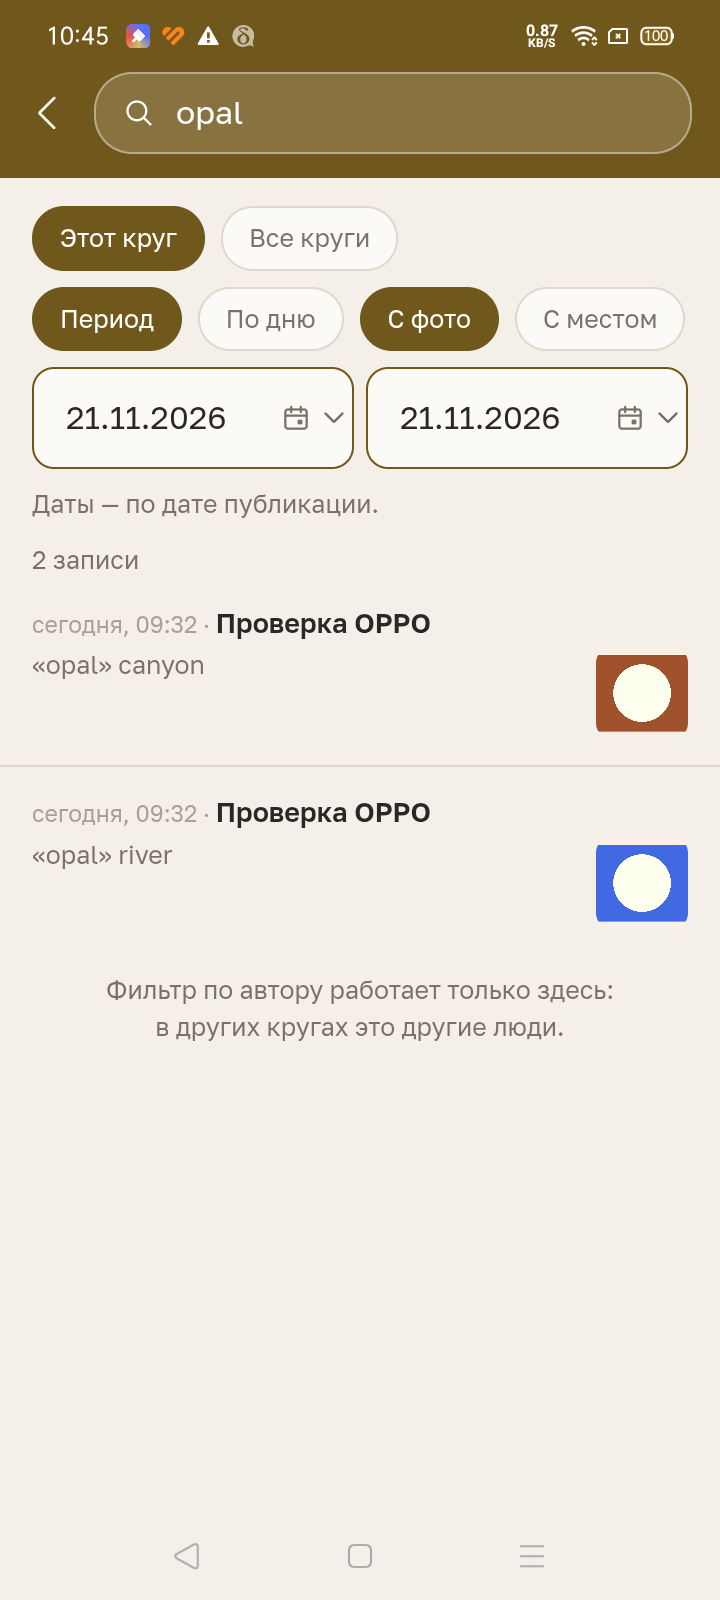 10:45
0.87
KB/S
100
opal
Этот круг
Все круги
Период
По дню
С фото
С местом
21.11.2026
21.11.2026
Даты — по дате публикации.
2 записи
сегодня, 09:32 · Проверка OPPO
«opal» canyon
сегодня, 09:32 · Проверка OPPO
«opal» river
Фильтр по автору работает только здесь:
в других кругах это другие люди.